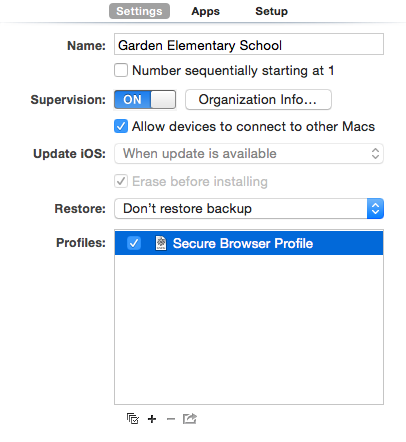 Settings Apps Setup
Name: Garden Elementary School
Number sequentially starting at 1
Supervision: ON Organization Info...
Allow devices to connect to other Macs
Update iOS: When update is available
Erase before installing
Restore: Don't restore backup
Profiles: Secure Browser Profile